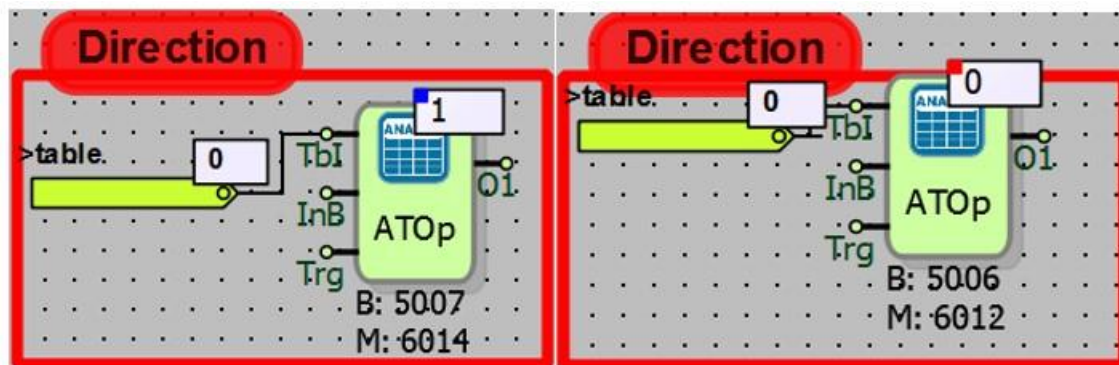 Direction
1
0
>table.
TbI
ANA
InB
ATOp
O1
Trg
B: 5007
M: 6014
Direction
0
0
>table.
TbI
ANA
InB
ATOp
O1
Trg
B: 5006
M: 6012